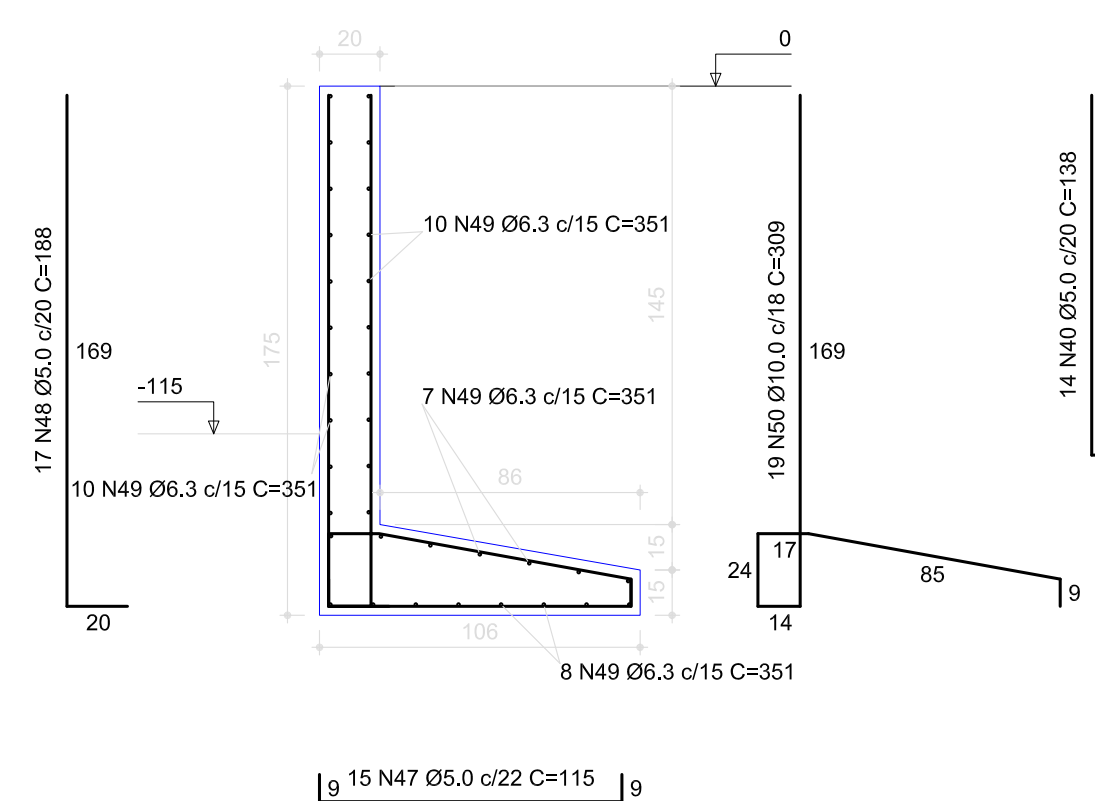 20
0
17 N48 Ø5.0 c/20 C=188
169
-115
175
10 N49 Ø6.3 c/15 C=351
7 N49 Ø6.3 c/15 C=351
10 N49 Ø6.3 c/15 C=351
86
145
15
15
106
8 N49 Ø6.3 c/15 C=351
20
19 N50 Ø10.0 c/18 C=309
169
17
24
85
9
14
14 N40 Ø5.0 c/20 C=138
9
15 N47 Ø5.0 c/22 C=115
9